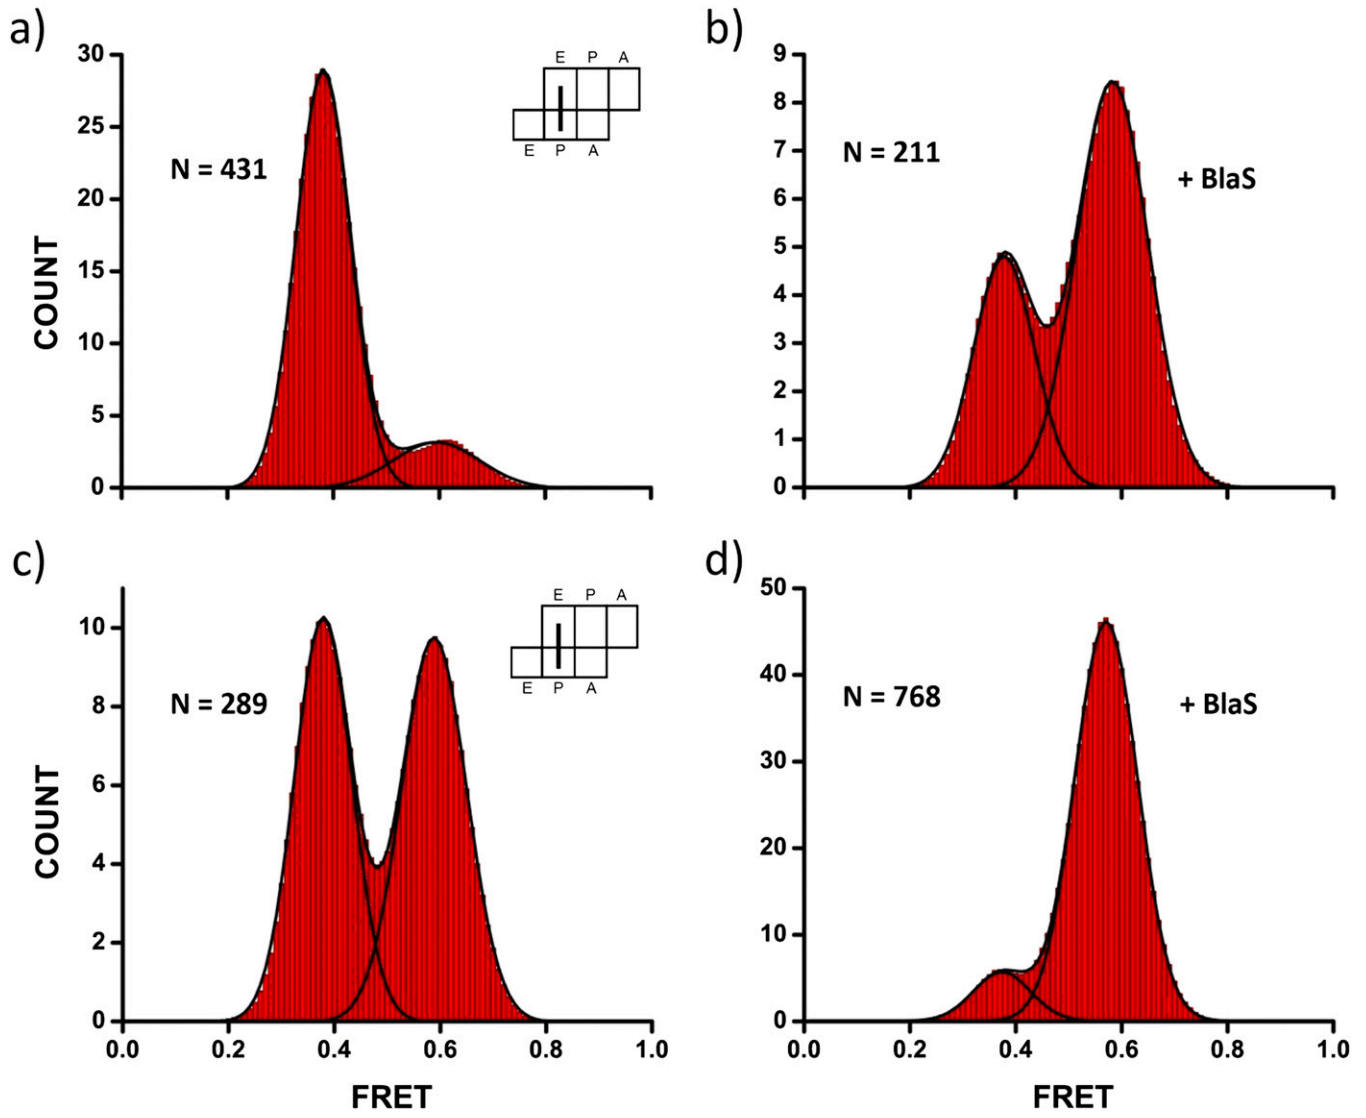 a)
30
25
20
15
10
5
0
COUNT
N = 431
E P A
E P A
b)
9
8
7
6
5
4
3
2
1
0
N = 211
+ BlaS
c)
10
8
6
4
2
0
COUNT
N = 289
E P A
E P A
0.0 0.2 0.4 0.6 0.8 1.0
FRET
d)
50
40
30
20
10
0
N = 768
+ BlaS
0.0 0.2 0.4 0.6 0.8 1.0
FRET